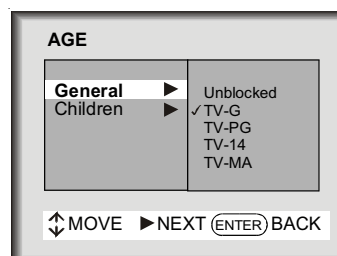 AGE
General ▶ Unblocked
Children ▶ ✓TV-G
TV-PG
TV-14
TV-MA
↕MOVE ▶NEXT (ENTER) BACK